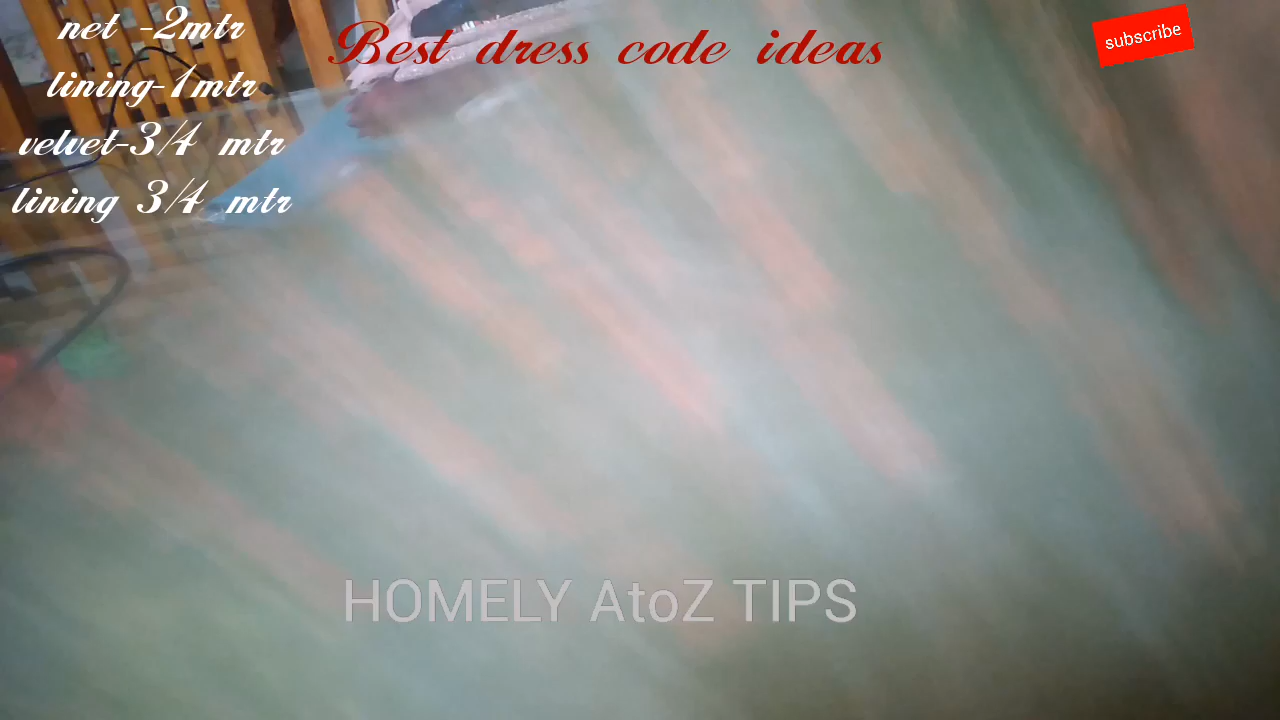 net -2mtr
lining-1mtr
velvet-3/4 mtr
lining 3/4 mtr
Best dress code ideas
subscribe
HOMELY AtoZ TIPS